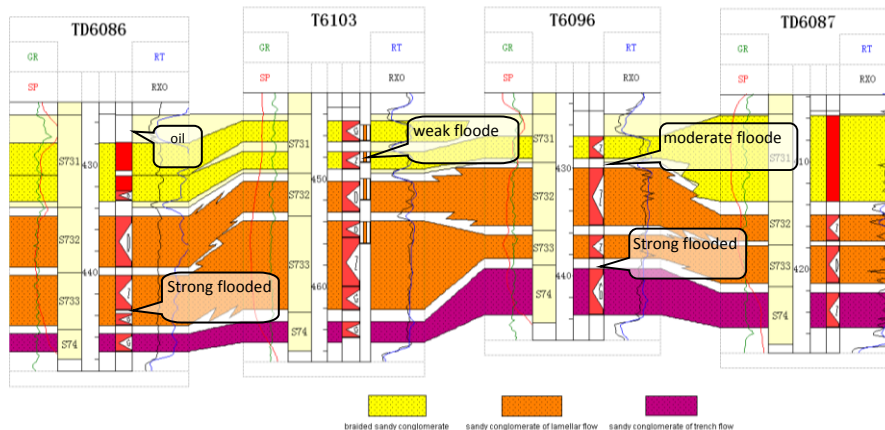 TD6086
T6103
T6096
TD6087
GR
RT
GR
RT
GR
RT
GR
RT
SP
RXO
SP
RXO
SP
RXO
SP
RXO
oil
weak floode
moderate floode
Strong flooded
Strong flooded
S731
S732
S733
S74
430
440
S731
S732
S733
S74
450
460
S731
S732
S733
S74
430
440
S731
S732
S733
S74
410
420
braided sandy conglomerate
sandy conglomerate of lamellar flow
sandy conglomerate of trench flow